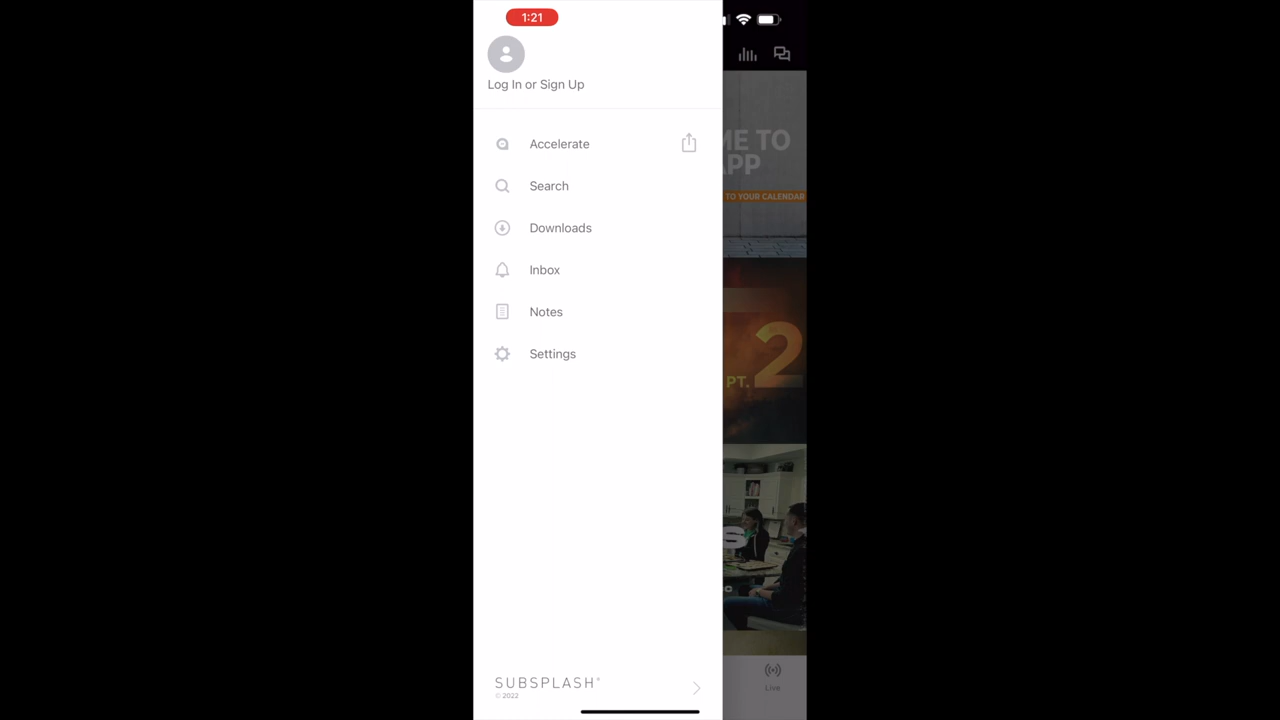 1:21
Log In or Sign Up
Accelerate
Search
Downloads
Inbox
Notes
Settings
SUBSPLASH®
© 2022
ME TO
APP
TO YOUR CALENDAR
PT. 2
S
Live